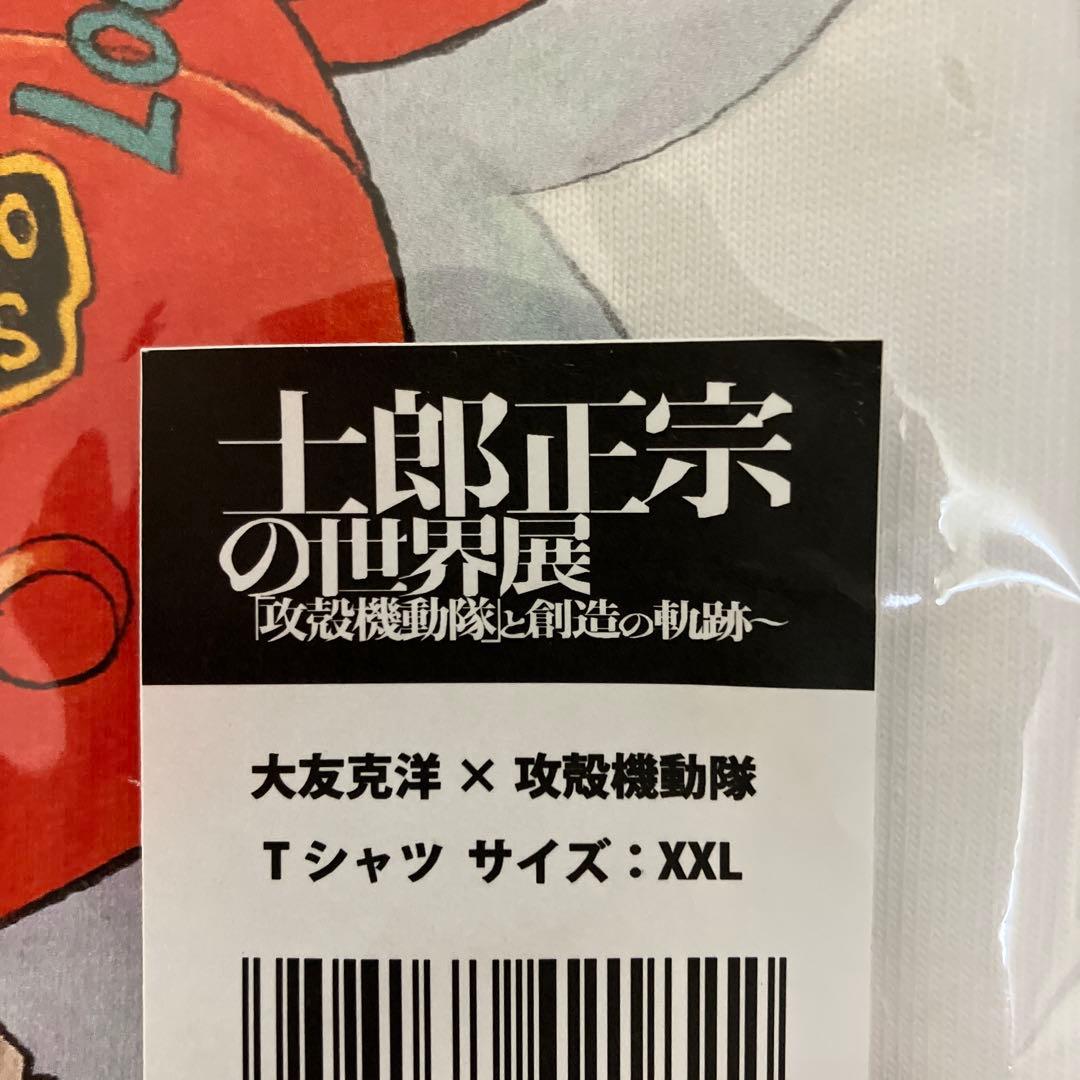 LO
O
S
士郎正宗
の世界展
「攻殻機動隊」と創造の軌跡〜
大友克洋 × 攻殻機動隊
Tシャツ サイズ：XXL